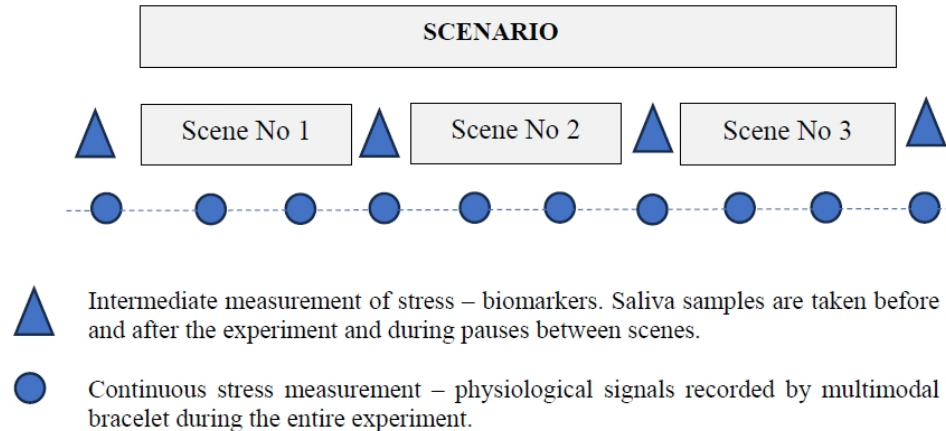 SCENARIO
Scene No 1
Scene No 2
Scene No 3
Intermediate measurement of stress – biomarkers. Saliva samples are taken before
and after the experiment and during pauses between scenes.
Continuous stress measurement – physiological signals recorded by multimodal
bracelet during the entire experiment.